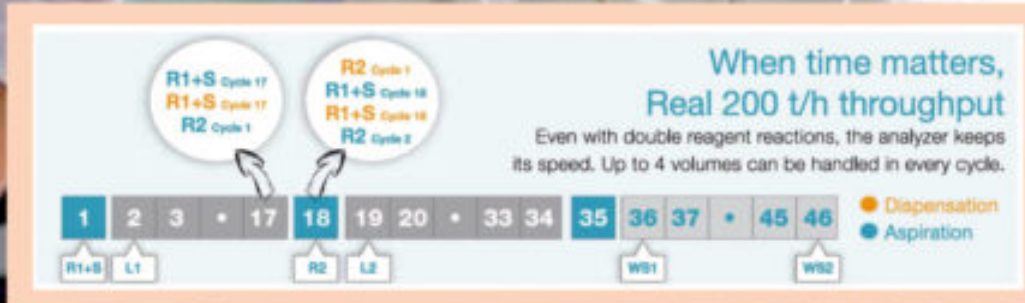 R1+S Cycle 17
R1+S Cycle 17
R2 Cycle 1
R2 Cycle 1
R1+S Cycle 18
R1+S Cycle 18
R2 Cycle 2
When time matters,
Real 200 t/h throughput
Even with double reagent reactions, the analyzer keeps
its speed. Up to 4 volumes can be handled in every cycle.
1 2 3 • 17 18 19 20 • 33 34 35 36 37 • 45 46
Dispensation
Aspiration
R1+S L1 R2 L2 WS1 WS2